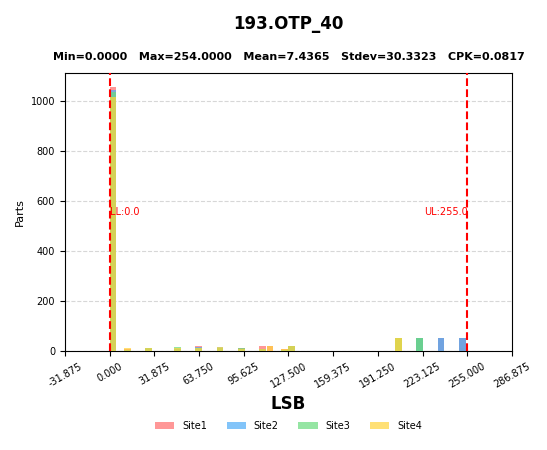 193.OTP_40
Min=0.0000 Max=254.0000 Mean=7.4365 Stdev=30.3323 CPK=0.0817
1000
800
600
400
200
0
Parts
LL:0.0
UL:255.0
-31.875
0.000
31.875
63.750
95.625
127.500
159.375
191.250
223.125
255.000
286.875
LSB
Site1 Site2 Site3 Site4